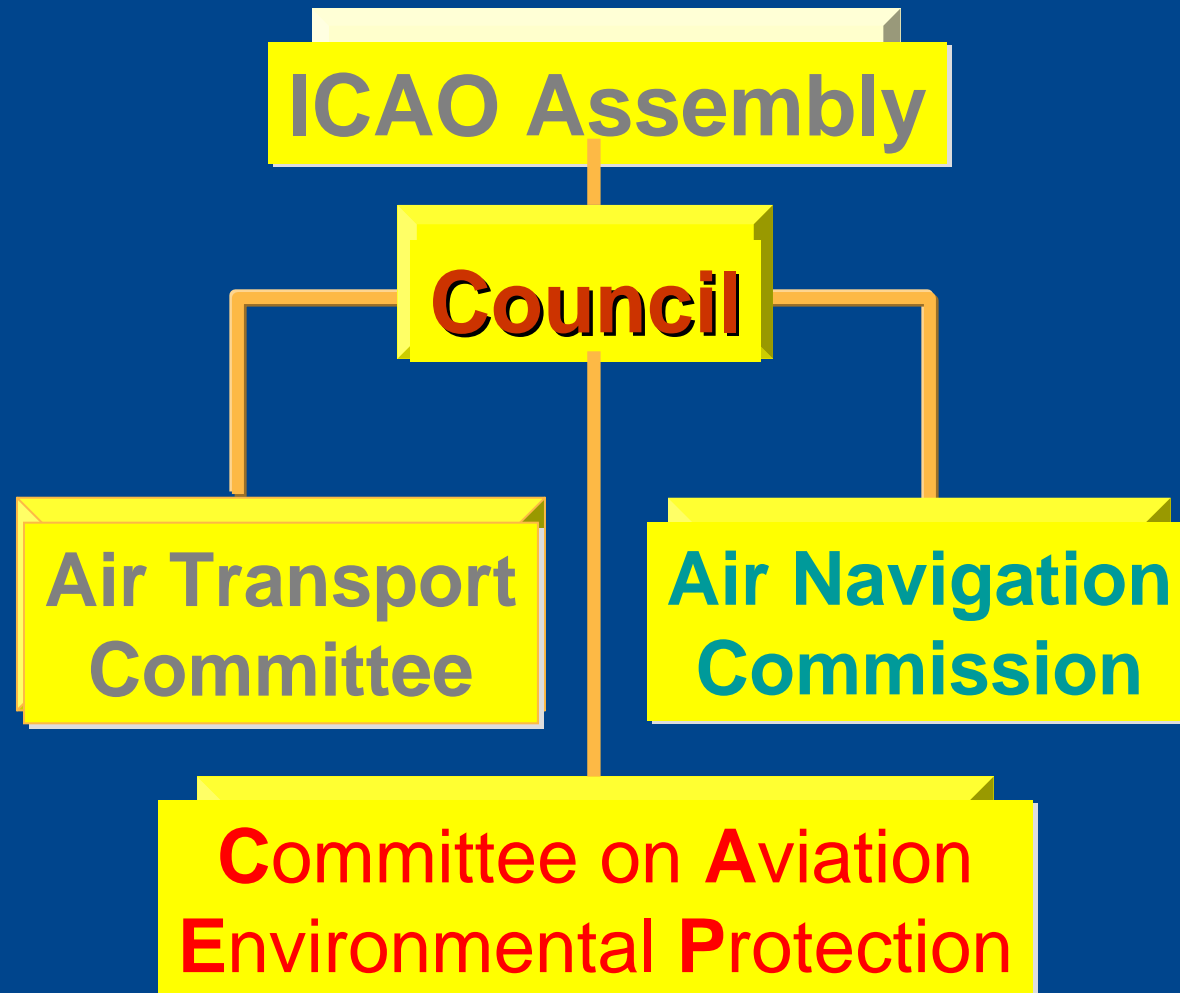 ICAO Assembly
Council
Air Transport
Committee
Air Navigation
Commission
Committee on Aviation
Environmental Protection